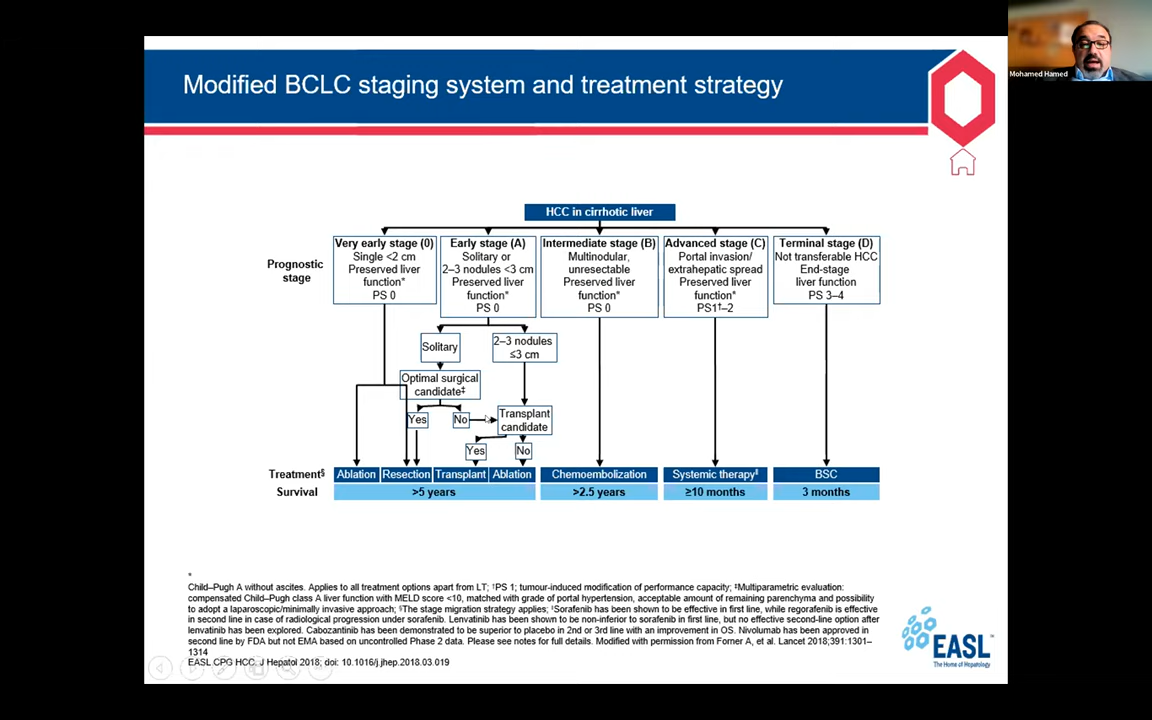 Mohamed Hamed
Modified BCLC staging system and treatment strategy
HCC in cirrhotic liver
Prognostic
stage
Very early stage (0)
Single <2 cm
Preserved liver
function*
PS 0
Early stage (A)
Solitary or
2–3 nodules <3 cm
Preserved liver
function*
PS 0
Intermediate stage (B)
Multinodular,
unresectable
Preserved liver
function*
PS 0
Advanced stage (C)
Portal invasion/
extrahepatic spread
Preserved liver
function*
PS1†–2
Terminal stage (D)
Not transferable HCC
End-stage
liver function
PS 3–4
Solitary
2–3 nodules
≤3 cm
Optimal surgical
candidate‡
Yes
No
Transplant
candidate
Yes
No
Treatment§
Ablation
Resection
Transplant
Ablation
Chemoembolization
Systemic therapy‖
BSC
Survival
>5 years
>2.5 years
≥10 months
3 months
*
Child–Pugh A without ascites. Applies to all treatment options apart from LT; †PS 1; tumour-induced modification of performance capacity; ‡Multiparametric evaluation:
compensated Child–Pugh class A liver function with MELD score <10, matched with grade of portal hypertension, acceptable amount of remaining parenchyma and possibility
to adopt a laparoscopic/minimally invasive approach; §The stage migration strategy applies; ‖Sorafenib has been shown to be effective in first line, while regorafenib is effective
in second line in case of radiological progression under sorafenib. Lenvatinib has been shown to be non-inferior to sorafenib in first line, but no effective second-line option after
lenvatinib has been explored. Cabozantinib has been demonstrated to be superior to placebo in 2nd or 3rd line with an improvement in OS. Nivolumab has been approved in
second line by FDA but not EMA based on uncontrolled Phase 2 data. Please see notes for full details. Modified with permission from Forner A, et al. Lancet 2018;391:1301–
1314
EASL CPG HCC. J Hepatol 2018; doi: 10.1016/j.jhep.2018.03.019
EASL
The Home of Hepatology